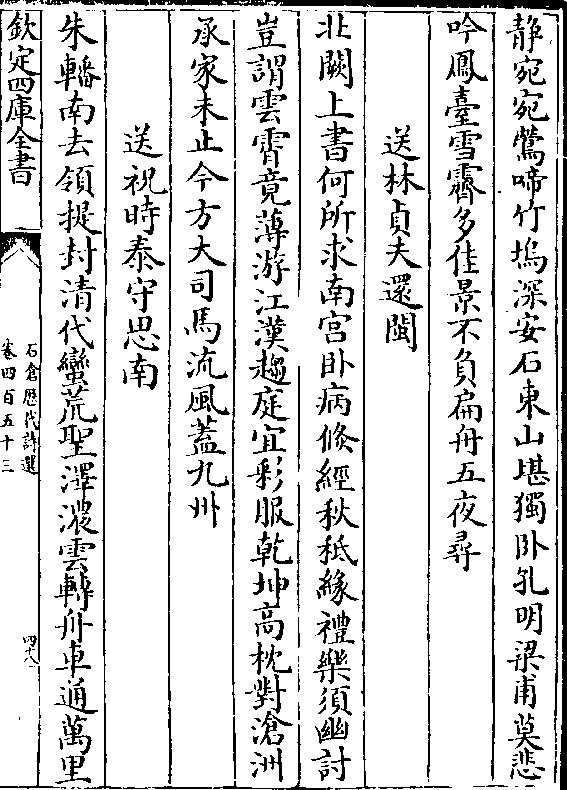 静宛宛鶯啼竹塢深安石東山堪獨卧孔明梁甫莫悲
吟鳳臺雪霽多佳景不負扁舟五夜尋
送林貞夫還閩
北闕上書何所求南宮卧病倐經秋秪緣禮樂須幽討
豈謂雲霄竟薄游江漢趨庭宜彩服乾坤高枕對滄洲
承家未止今方大司馬流風蓋九州
送祝時泰守思南
朱轓南去領提封清代蠻荒聖澤濃雲轉舟車通萬里
欽定四庫全書
石倉歴代詩選
卷四百五十三
四十八